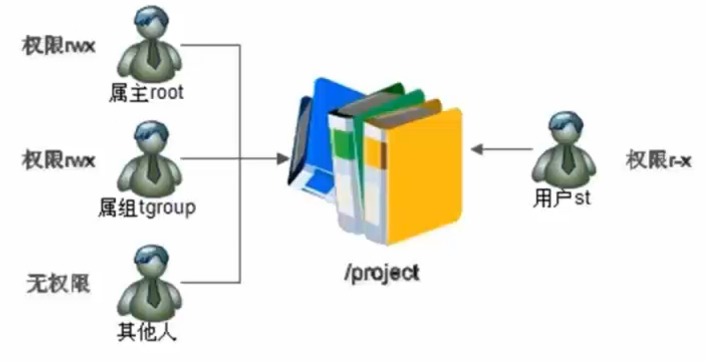 权限rwx
属主root
权限rwx
属组tgroup
无权限
其他人
/project
用户st
权限r-x